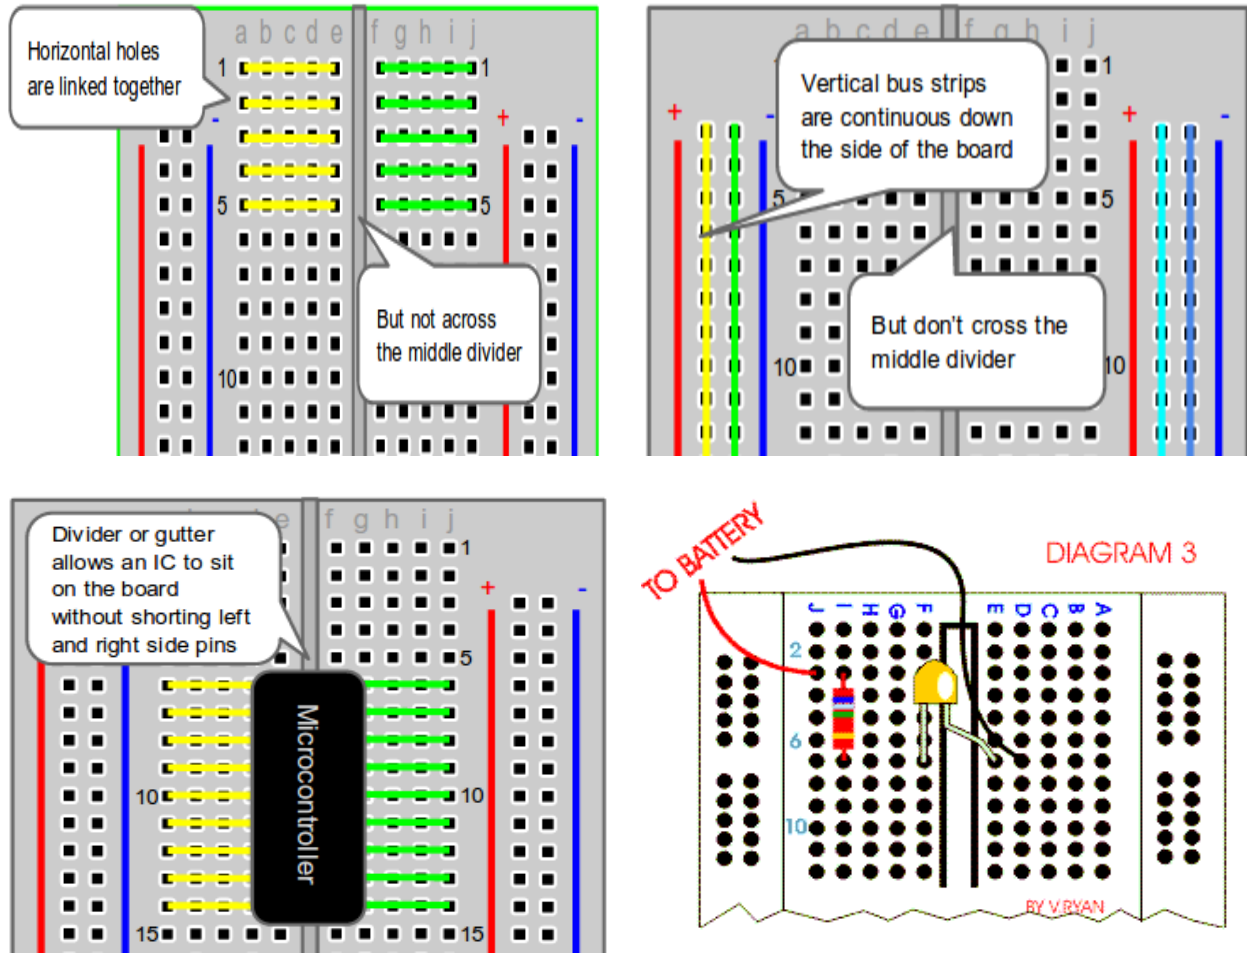 Horizontal holes
are linked together
a b c d e f g h i j
1 1
- + -
5 5
But not across
the middle divider
10
a b c d e f g h i j
1
Vertical bus strips
are continuous down
the side of the board
+ - + -
5 5
But don't cross the
middle divider
10 10
e f g h i j
Divider or gutter
allows an IC to sit
on the board
without shorting left
and right side pins
1
+ -
5
Microcontroller
10 10
15 15
TO BATTERY
DIAGRAM 3
J I H G F E D C B A
2
6
10
BY V.RYAN